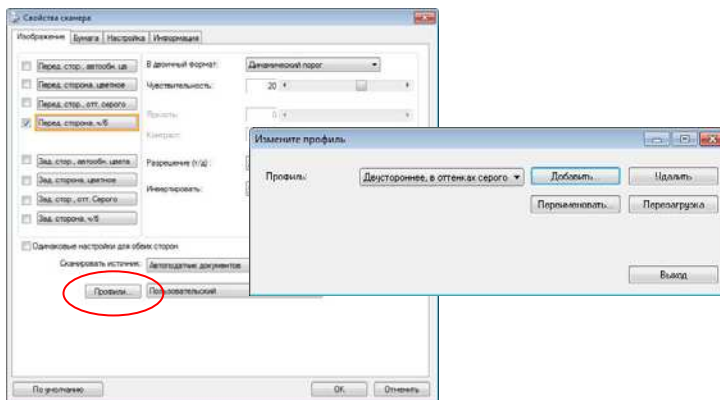 Свойства сканера
Изображение Бумага Настройка Информация
Перед. стор., автообн. цв. В двоичный формат: Динамический порог
Перед. сторона, цветное Чувствительность: 20
Перед. стор., отт. серого Яркость: 0
Перед. сторона, ч/б Контраст:
Зад. стор., автообн. цвета Разрешение (т/д) :
Зад. сторона, цветное Инвертировать:
Зад. стор., отт. Серого
Зад. сторона, ч/б
Одинаковые настройки для обеих сторон
Сканировать источник: Автоподатчик документов
Профили... Пользовательский
По умолчанию OK. Отменить
Измените профиль
Профиль: Двустороннее, в оттенках серого Добавить... Удалить
Переименовать... Перезагрузка
Выход